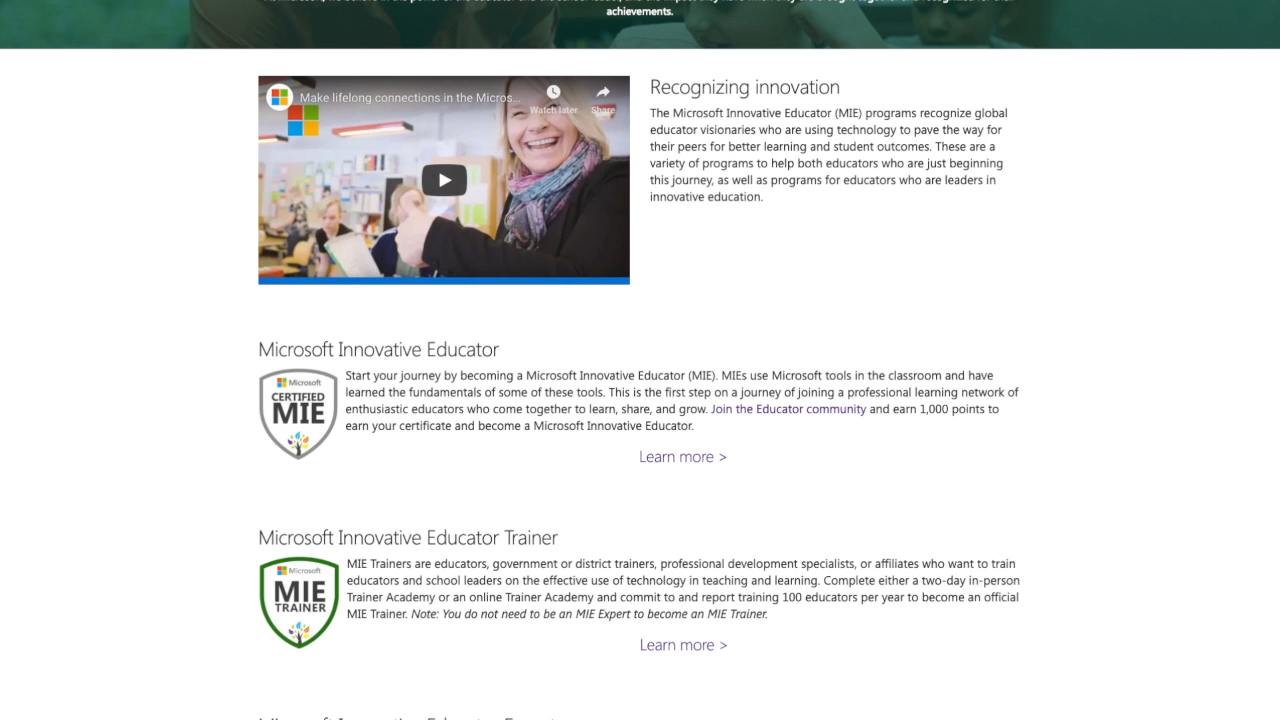 achievements.
Make lifelong connections in the Micros...
Watch later
Share
Recognizing innovation
The Microsoft Innovative Educator (MIE) programs recognize global
educator visionaries who are using technology to pave the way for
their peers for better learning and student outcomes. These are a
variety of programs to help both educators who are just beginning
this journey, as well as programs for educators who are leaders in
innovative education.
Microsoft Innovative Educator
Microsoft
CERTIFIED
MIE
Start your journey by becoming a Microsoft Innovative Educator (MIE). MIEs use Microsoft tools in the classroom and have
learned the fundamentals of some of these tools. This is the first step on a journey of joining a professional learning network of
enthusiastic educators who come together to learn, share, and grow. Join the Educator community and earn 1,000 points to
earn your certificate and become a Microsoft Innovative Educator.
Learn more >
Microsoft Innovative Educator Trainer
Microsoft
MIE
TRAINER
MIE Trainers are educators, government or district trainers, professional development specialists, or affiliates who want to train
educators and school leaders on the effective use of technology in teaching and learning. Complete either a two-day in-person
Trainer Academy or an online Trainer Academy and commit to and report training 100 educators per year to become an official
MIE Trainer. Note: You do not need to be an MIE Expert to become an MIE Trainer.
Learn more >